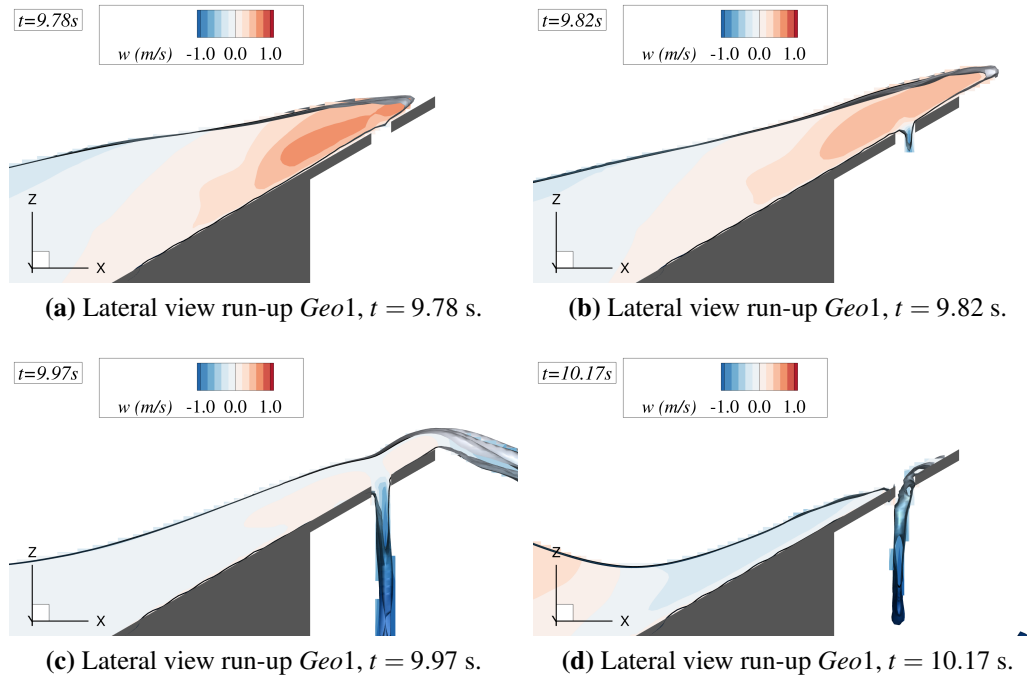 t=9.78s
w (m/s) -1.0 0.0 1.0
Z
Y X
(a) Lateral view run-up Geo1, t = 9.78 s.
t=9.82s
w (m/s) -1.0 0.0 1.0
Z
Y X
(b) Lateral view run-up Geo1, t = 9.82 s.
t=9.97s
w (m/s) -1.0 0.0 1.0
Z
Y X
(c) Lateral view run-up Geo1, t = 9.97 s.
t=10.17s
w (m/s) -1.0 0.0 1.0
Z
Y X
(d) Lateral view run-up Geo1, t = 10.17 s.